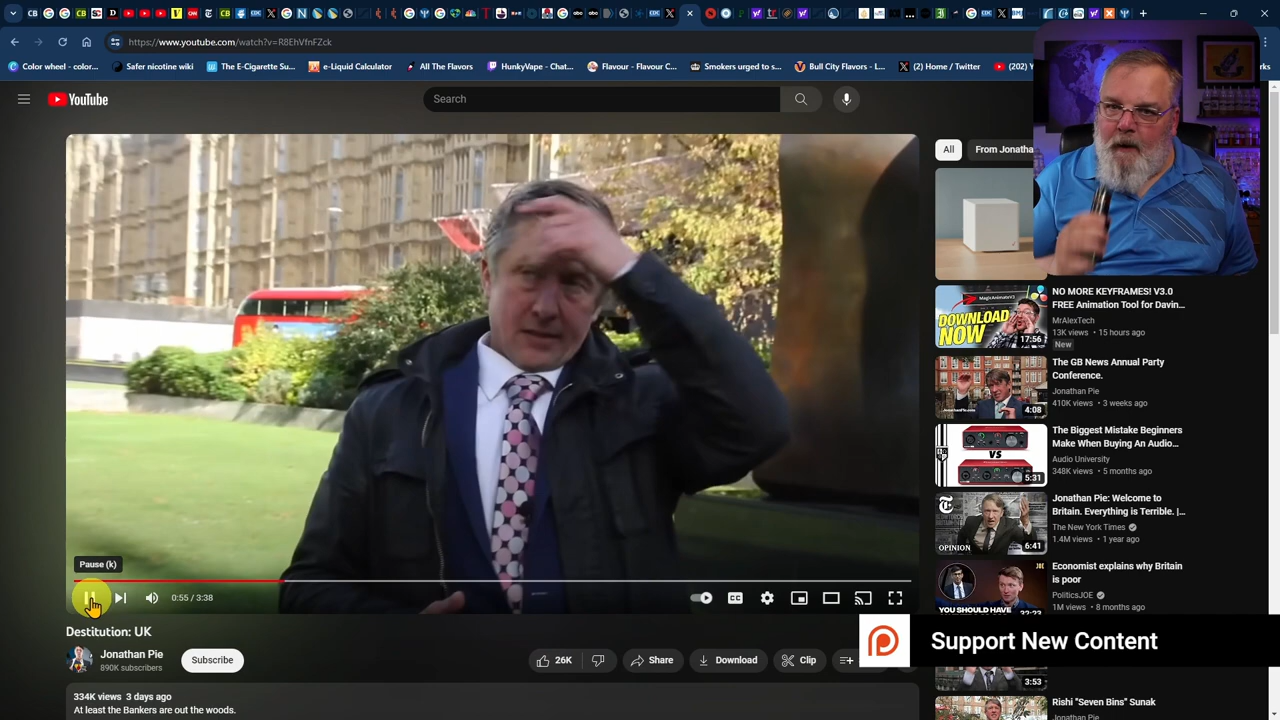 https://www.youtube.com/watch?v=R8EhVfnFZck
Color wheel - color...
Safer nicotine wiki
The E-Cigarette Su...
e-Liquid Calculator
All The Flavors
HunkyVape - Chat...
Flavour - Flavour C...
Smokers urged to s...
Bull City Flavors - L...
(2) Home / Twitter
YouTube
Search
All
From Jonatha
NO MORE KEYFRAMES! V3.0
FREE Animation Tool for Davin...
MrAlexTech
13K views • 15 hours ago
New
DOWNLOAD
NOW
17:56
The GB News Annual Party
Conference.
Jonathan Pie
410K views • 3 weeks ago
4:08
The Biggest Mistake Beginners
Make When Buying An Audio...
Audio University
348K views • 5 months ago
VS
5:31
Jonathan Pie: Welcome to
Britain. Everything is Terrible. |...
The New York Times
1.4M views • 1 year ago
OPINION
6:41
Economist explains why Britain
is poor
PoliticsJOE
1M views • 8 months ago
JOE
YOU SHOULD HAVE
Pause (k)
0:55 / 3:38
CC
Destitution: UK
Jonathan Pie
890K subscribers
Subscribe
26K
Share
Download
Clip
Support New Content
3:53
334K views 3 days ago
At least the Bankers are out the woods.
Rishi "Seven Bins" Sunak
Jonathan Pie